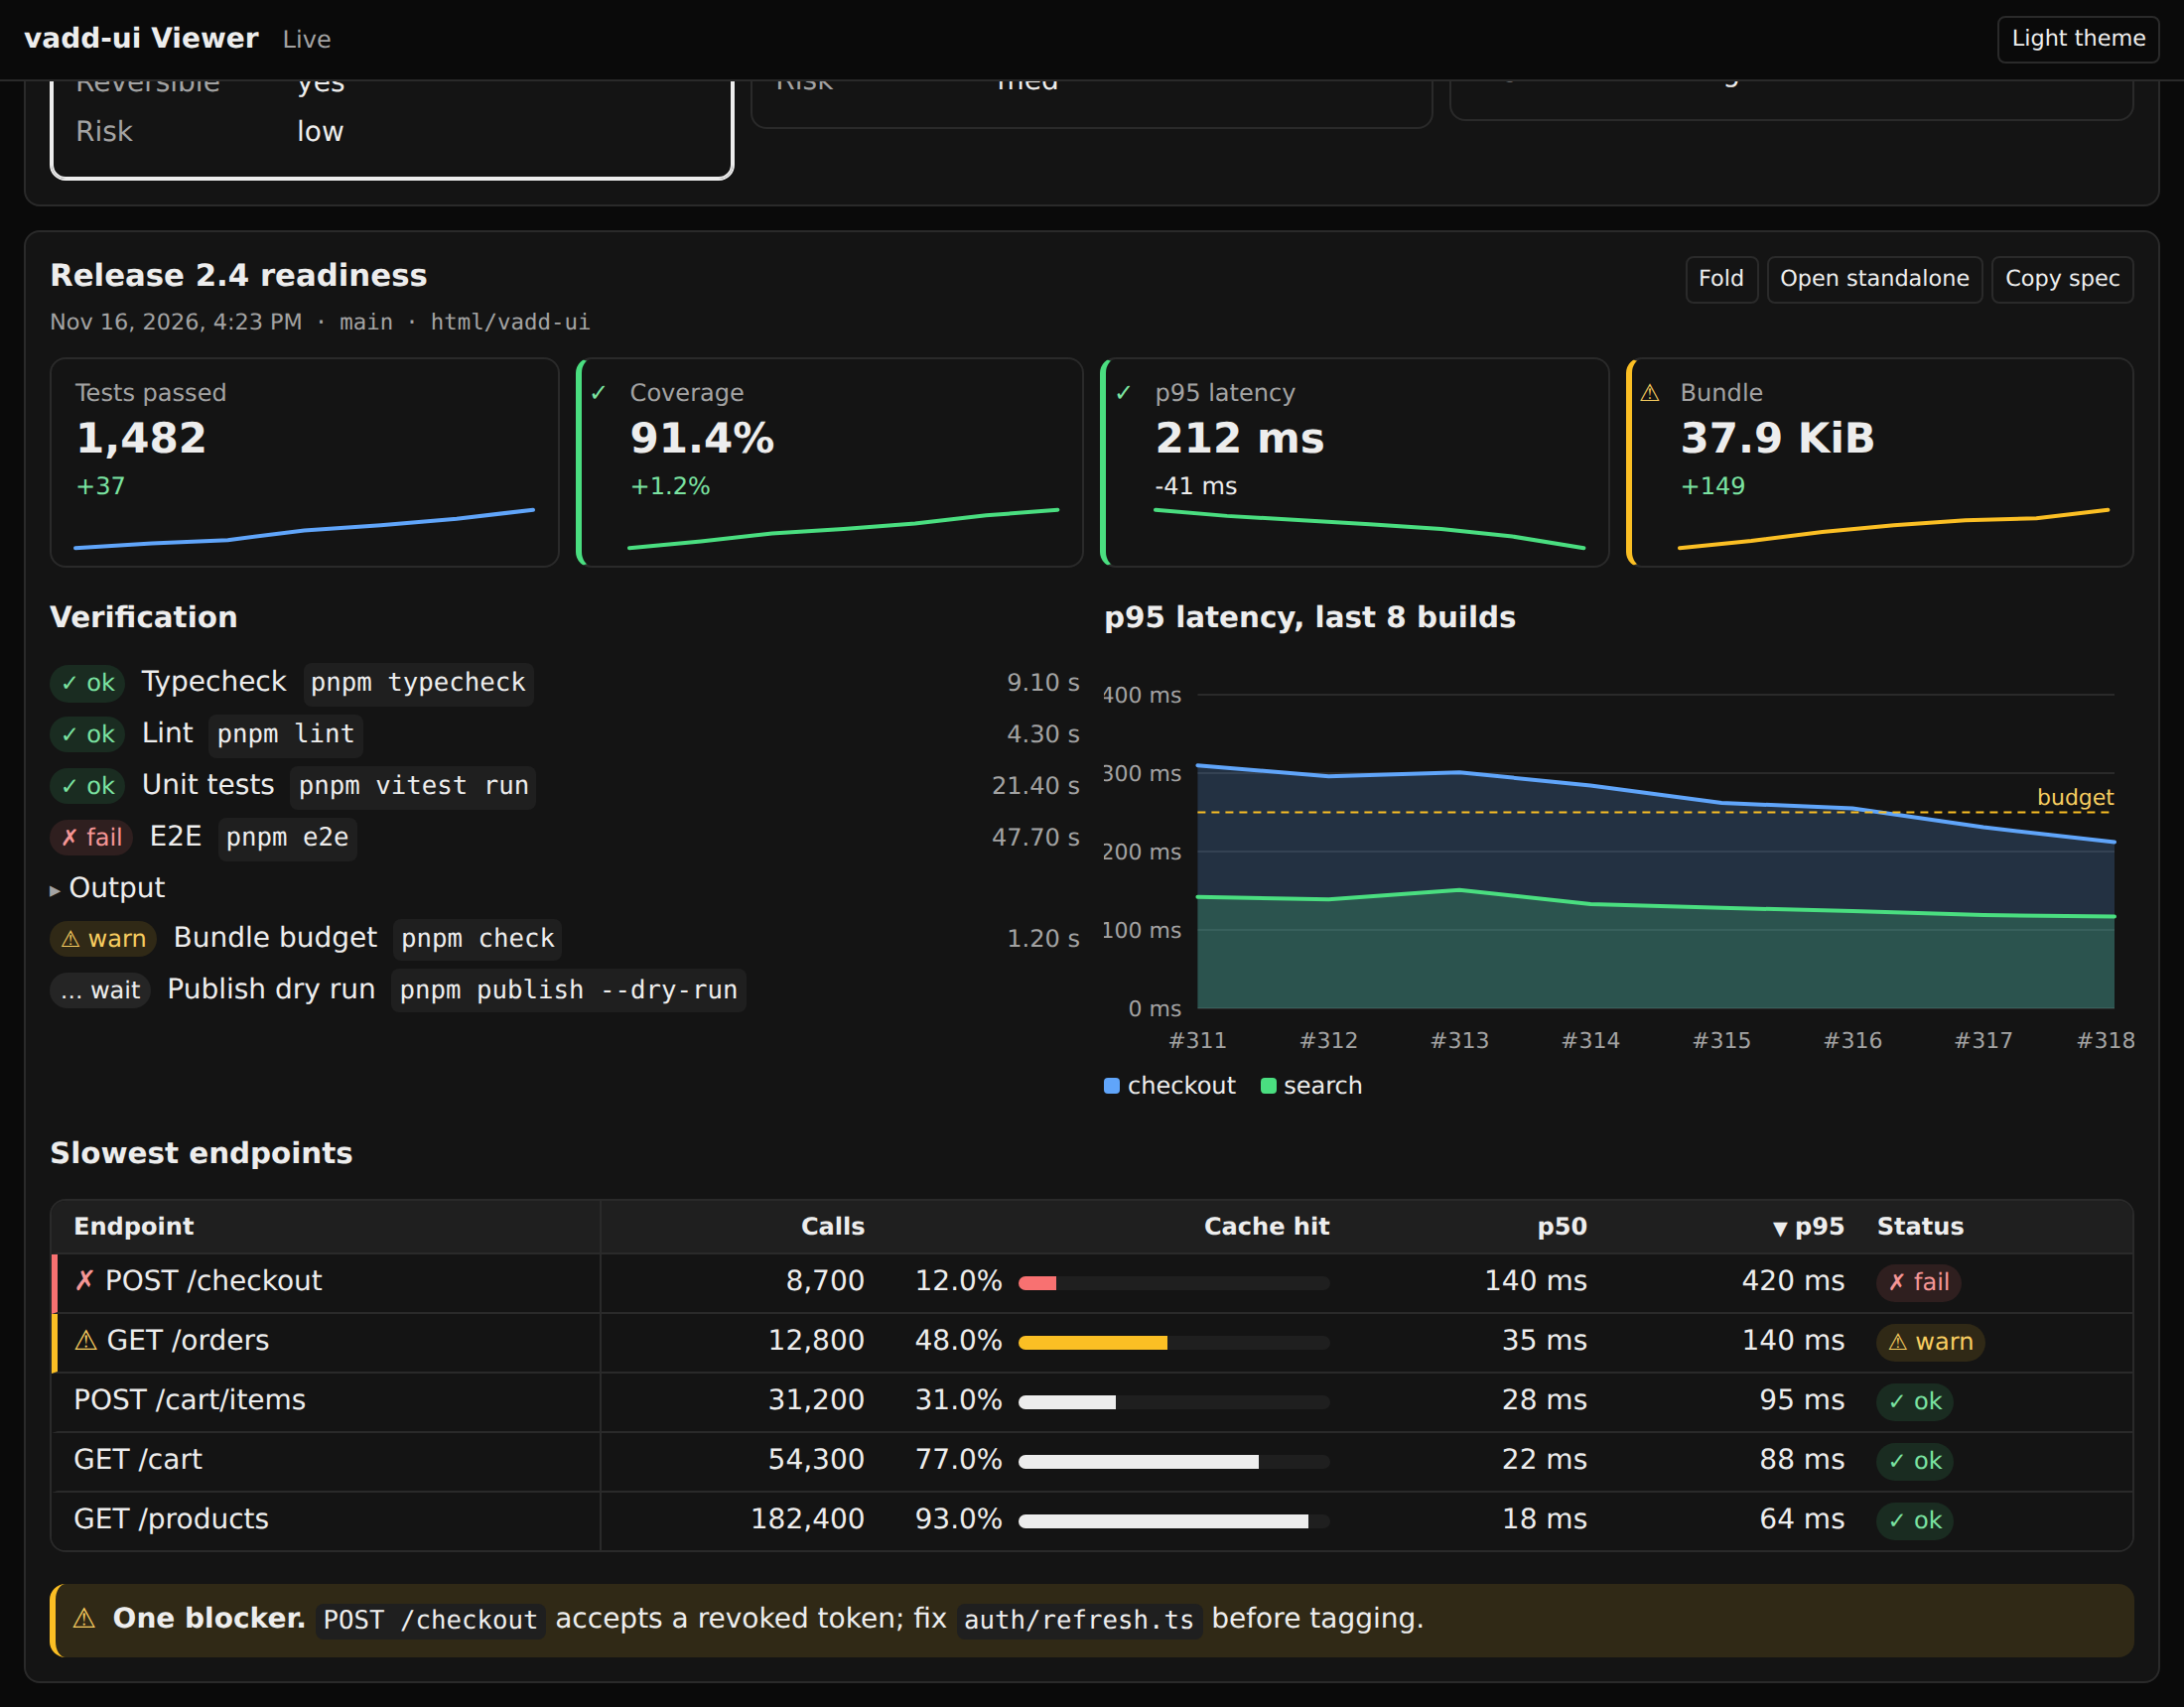 vadd-ui Viewer Live Light theme
Reversible yes
Risk med
Risk low
Release 2.4 readiness
Fold Open standalone Copy spec
Nov 16, 2026, 4:23 PM · main · html/vadd-ui
Tests passed
1,482
+37
✓ Coverage
91.4%
+1.2%
✓ p95 latency
212 ms
-41 ms
⚠ Bundle
37.9 KiB
+149
Verification
✓ ok Typecheck pnpm typecheck 9.10 s
✓ ok Lint pnpm lint 4.30 s
✓ ok Unit tests pnpm vitest run 21.40 s
✗ fail E2E pnpm e2e 47.70 s
▸ Output
⚠ warn Bundle budget pnpm check 1.20 s
… wait Publish dry run pnpm publish --dry-run
p95 latency, last 8 builds
400 ms
300 ms
budget
200 ms
100 ms
0 ms
#311 #312 #313 #314 #315 #316 #317 #318
checkout search
Slowest endpoints
Endpoint Calls Cache hit p50 ▼ p95 Status
✗ POST /checkout 8,700 12.0% 140 ms 420 ms ✗ fail
⚠ GET /orders 12,800 48.0% 35 ms 140 ms ⚠ warn
POST /cart/items 31,200 31.0% 28 ms 95 ms ✓ ok
GET /cart 54,300 77.0% 22 ms 88 ms ✓ ok
GET /products 182,400 93.0% 18 ms 64 ms ✓ ok
⚠ One blocker. POST /checkout accepts a revoked token; fix auth/refresh.ts before tagging.